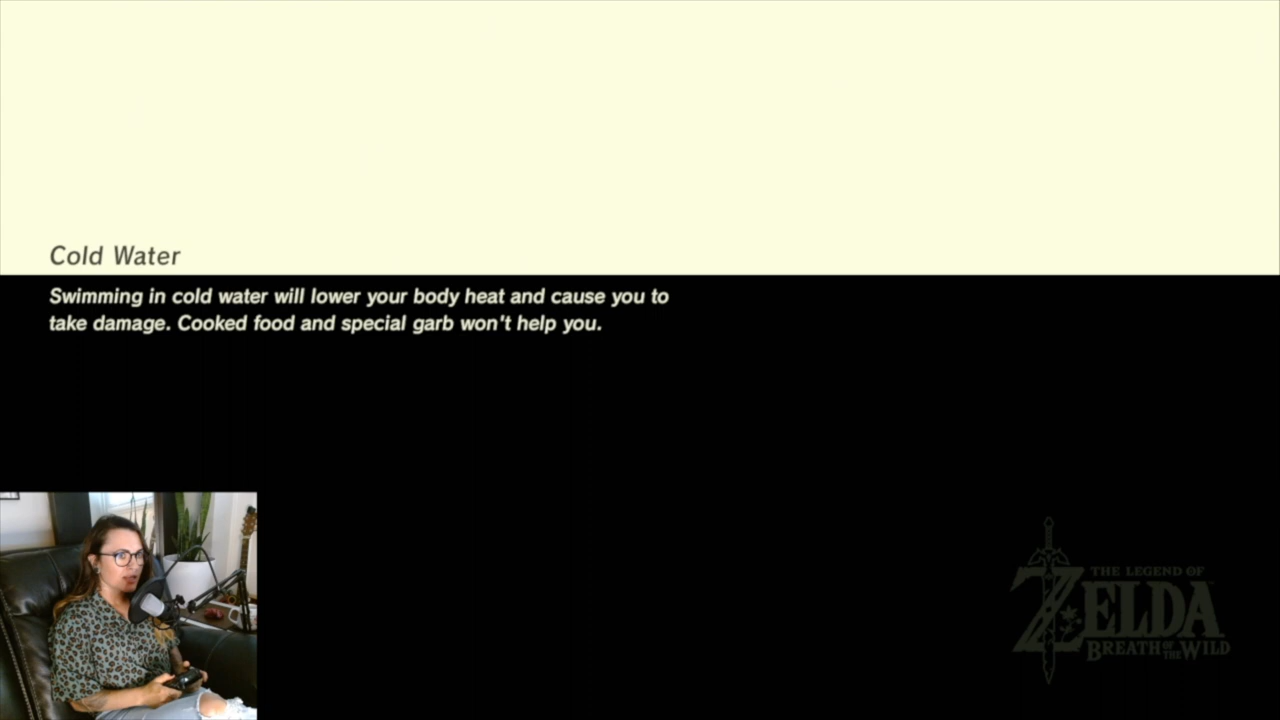 Cold Water
Swimming in cold water will lower your body heat and cause you to
take damage. Cooked food and special garb won't help you.
THE LEGEND OF
ZELDA
BREATH OF THE WILD